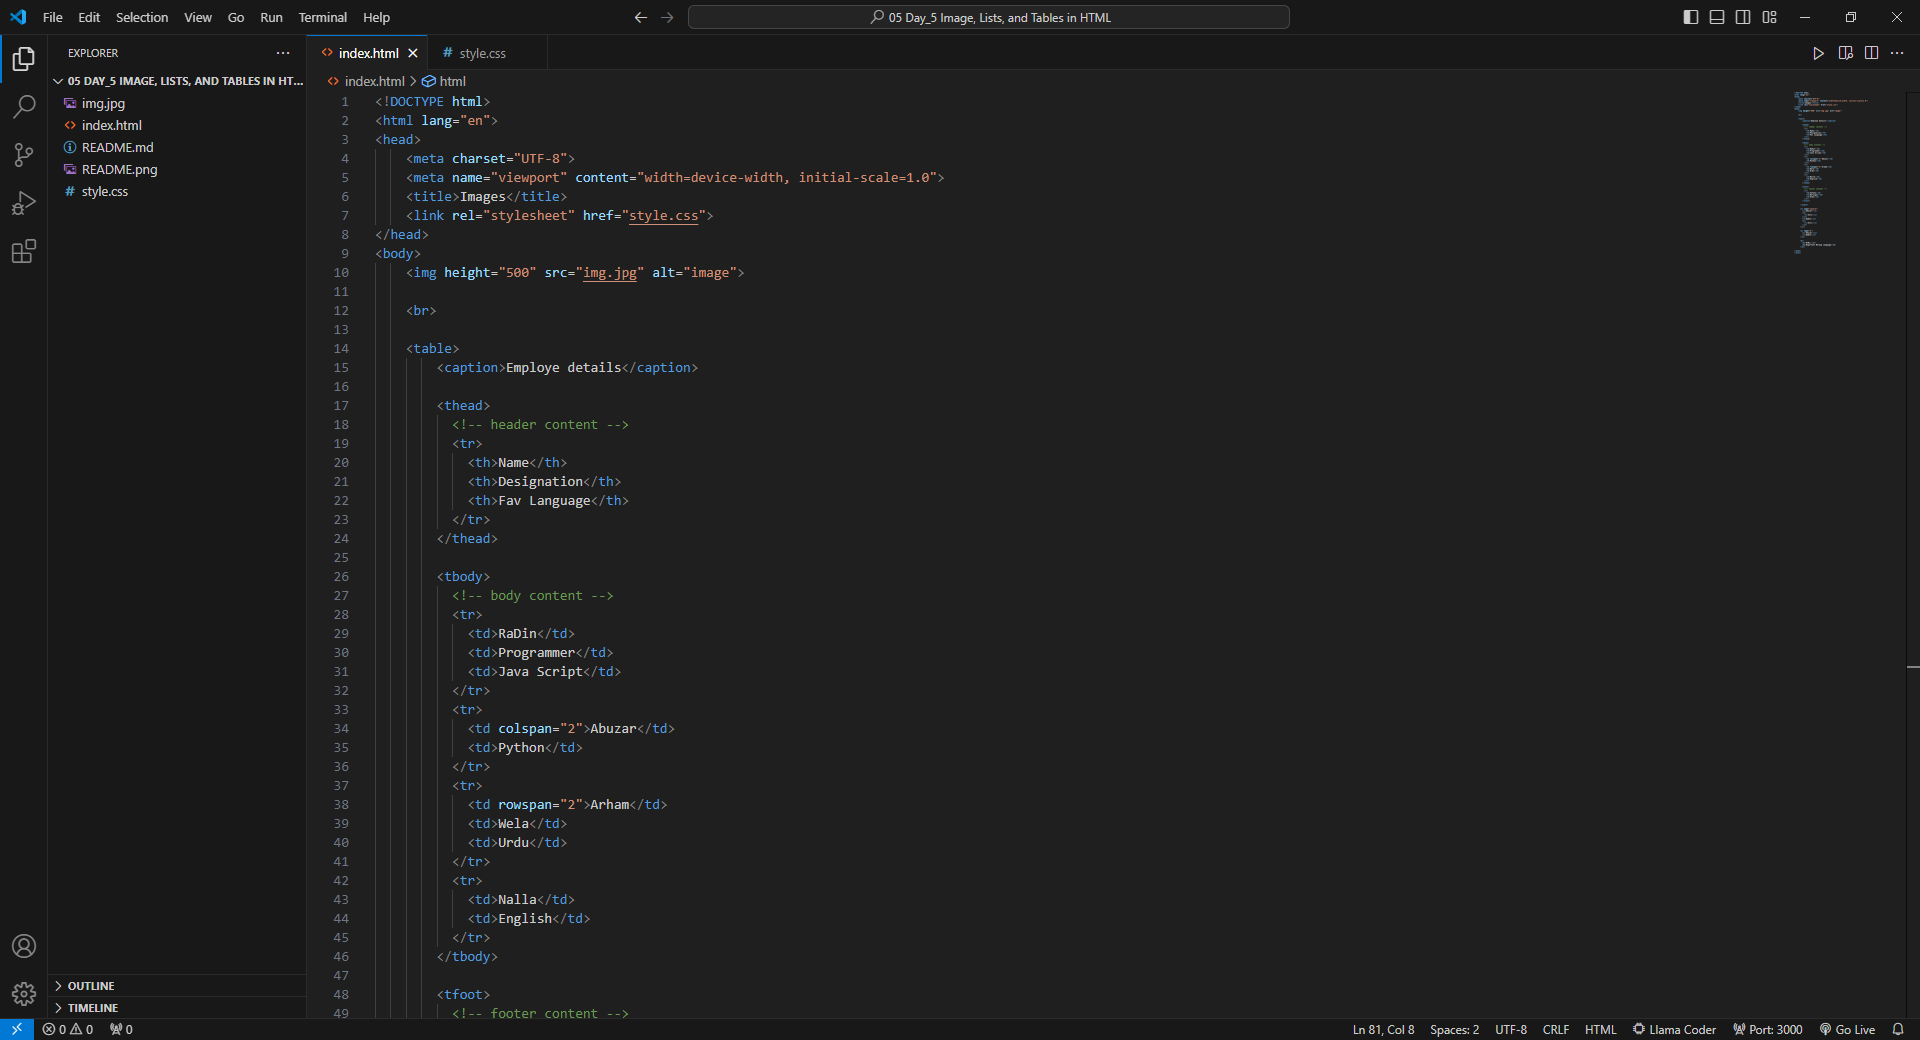 File Edit Selection View Go Run Terminal Help
05 Day_5 Image, Lists, and Tables in HTML
EXPLORER
05 DAY_5 IMAGE, LISTS, AND TABLES IN HT...
img.jpg
index.html
README.md
README.png
style.css
OUTLINE
TIMELINE
index.html
style.css
index.html > html
1 <!DOCTYPE html>
2 <html lang="en">
3 <head>
4 <meta charset="UTF-8">
5 <meta name="viewport" content="width=device-width, initial-scale=1.0">
6 <title>Images</title>
7 <link rel="stylesheet" href="style.css">
8 </head>
9 <body>
10 <img height="500" src="img.jpg" alt="image">
11
12 <br>
13
14 <table>
15 <caption>Employe details</caption>
16
17 <thead>
18 <!-- header content -->
19 <tr>
20 <th>Name</th>
21 <th>Designation</th>
22 <th>Fav Language</th>
23 </tr>
24 </thead>
25
26 <tbody>
27 <!-- body content -->
28 <tr>
29 <td>RaDin</td>
30 <td>Programmer</td>
31 <td>Java Script</td>
32 </tr>
33 <tr>
34 <td colspan="2">Abuzar</td>
35 <td>Python</td>
36 </tr>
37 <tr>
38 <td rowspan="2">Arham</td>
39 <td>Wela</td>
40 <td>Urdu</td>
41 </tr>
42 <tr>
43 <td>Nalla</td>
44 <td>English</td>
45 </tr>
46 </tbody>
47
48 <tfoot>
49 <!-- footer content -->
0 0 0 Ln 81, Col 8 Spaces: 2 UTF-8 CRLF HTML Llama Coder Port: 3000 Go Live